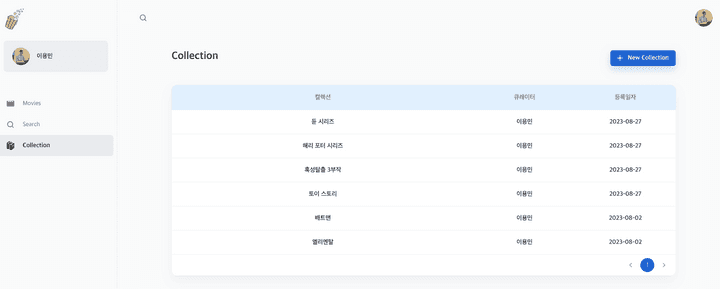 이용민
Movies
Search
Collection
Collection
+ New Collection
컬렉션 큐레이터 등록일자
듄 시리즈 이용민 2023-08-27
해리 포터 시리즈 이용민 2023-08-27
혹성탈출 3부작 이용민 2023-08-27
토이 스토리 이용민 2023-08-27
배트맨 이용민 2023-08-02
엘리멘탈 이용민 2023-08-02
1